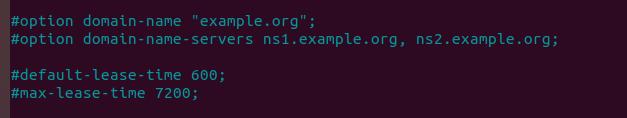 #option domain-name "example.org";
#option domain-name-servers ns1.example.org, ns2.example.org;
#default-lease-time 600;
#max-lease-time 7200;